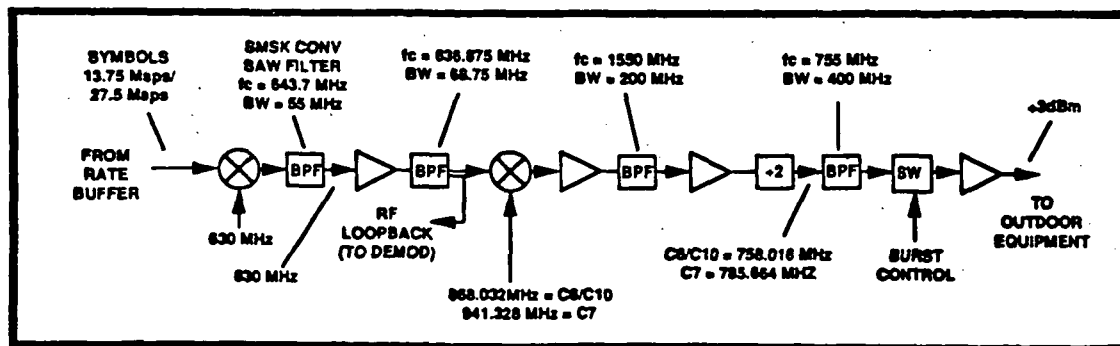 SYMBOLS
13.75 Msps/
27.5 Msps
SMSK CONV
SAW FILTER
fc = 643.7 MHz
BW = 55 MHz
fc = 636.875 MHz
BW = 68.75 MHz
fc = 1550 MHz
BW = 200 MHz
fc = 755 MHz
BW = 400 MHz
+3dBm
FROM
RATE
BUFFER
BPF
BPF
BPF
÷2
BPF
SW
630 MHz
630 MHz
RF
LOOPBACK
(TO DEMOD)
868.032MHz = C6/C10
941.328 MHz = C7
C6/C10 = 758.016 MHz
C7 = 785.664 MHZ
BURST
CONTROL
TO
OUTDOOR
EQUIPMENT